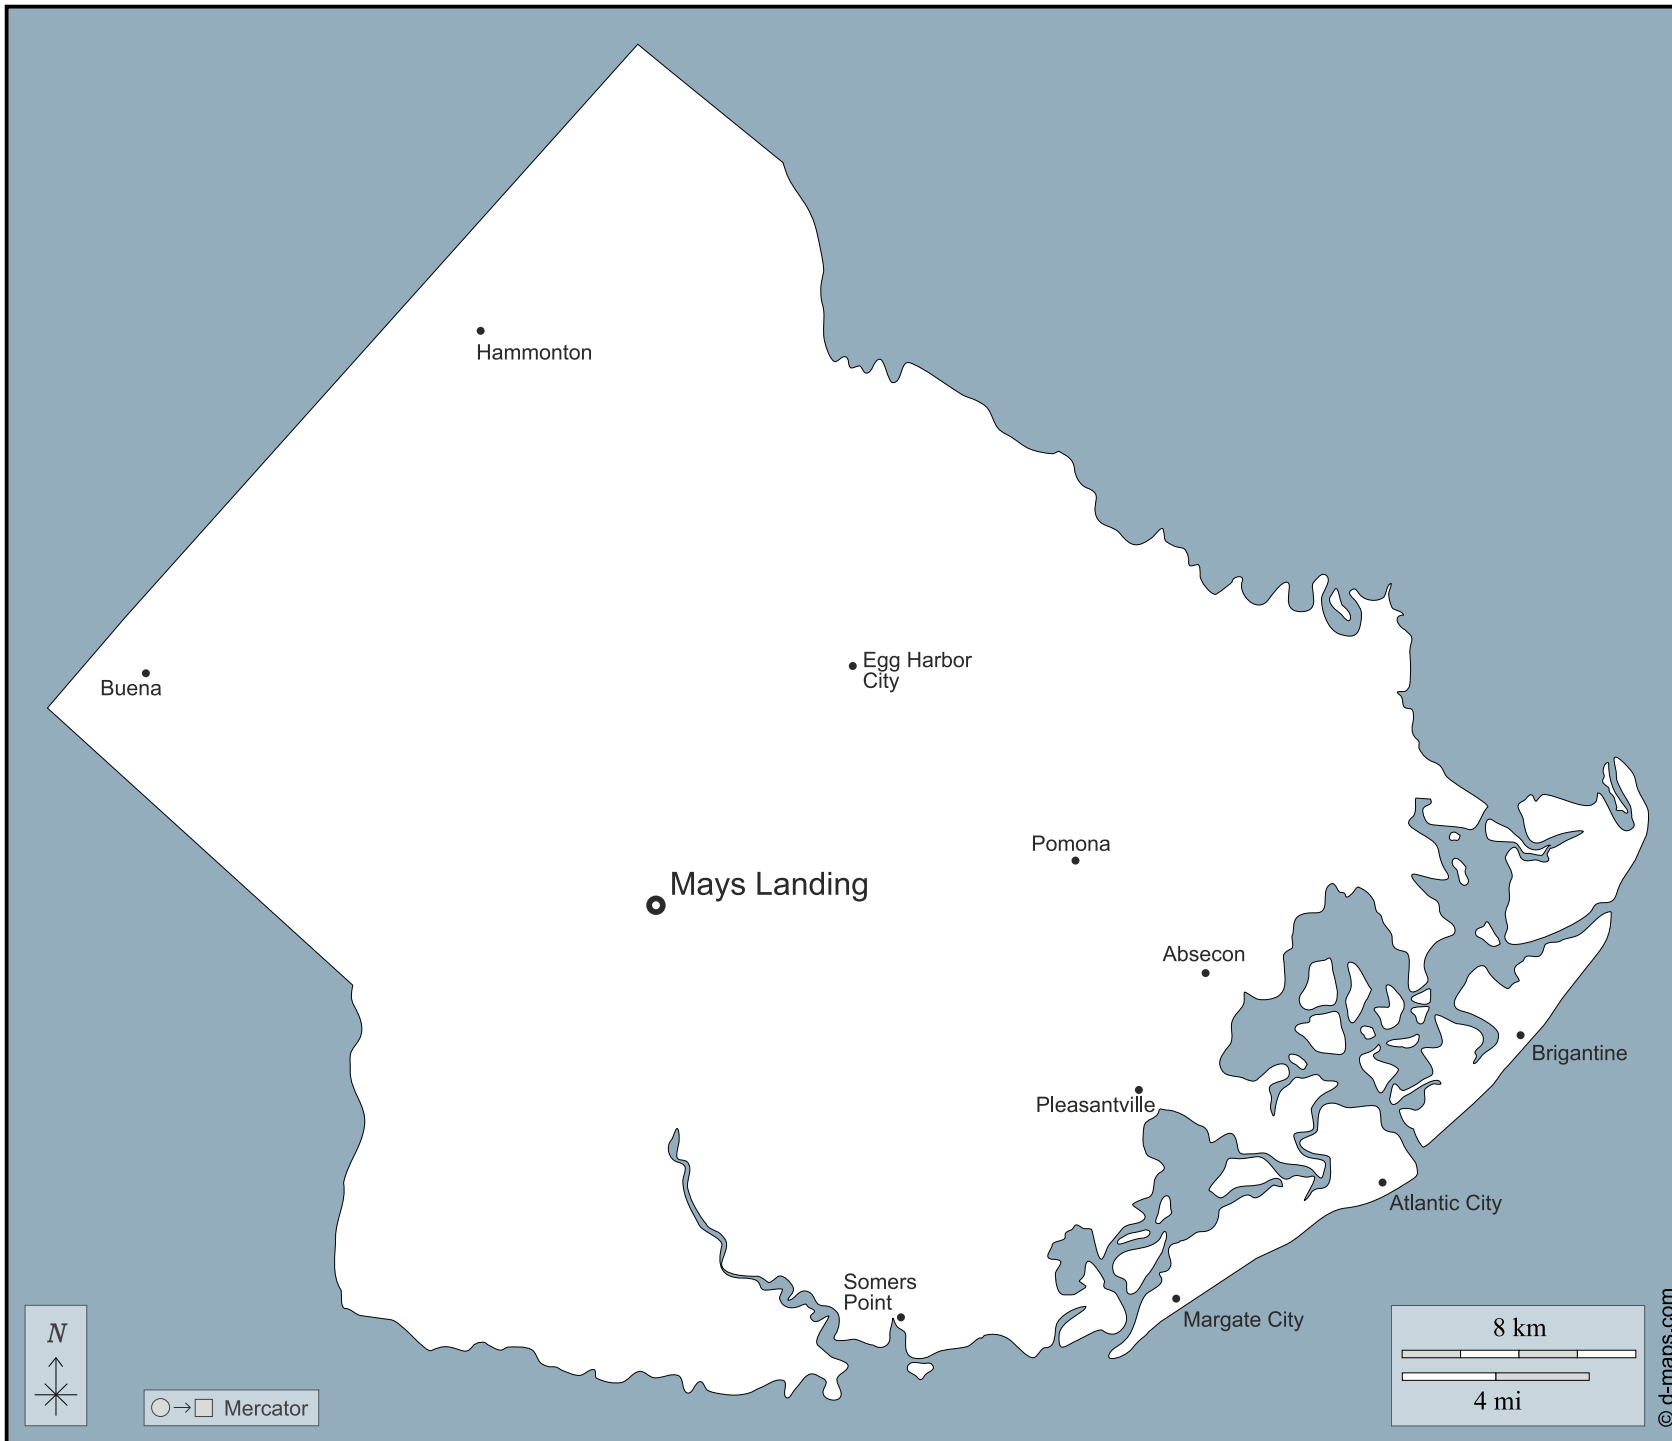 Hammonton
Egg Harbor
City
Buena
Pomona
Mays Landing
Absecon
Brigantine
Pleasantville
Atlantic City
Somers
Point
Margate City
N
Mercator
8 km
4 mi
© d-maps.com